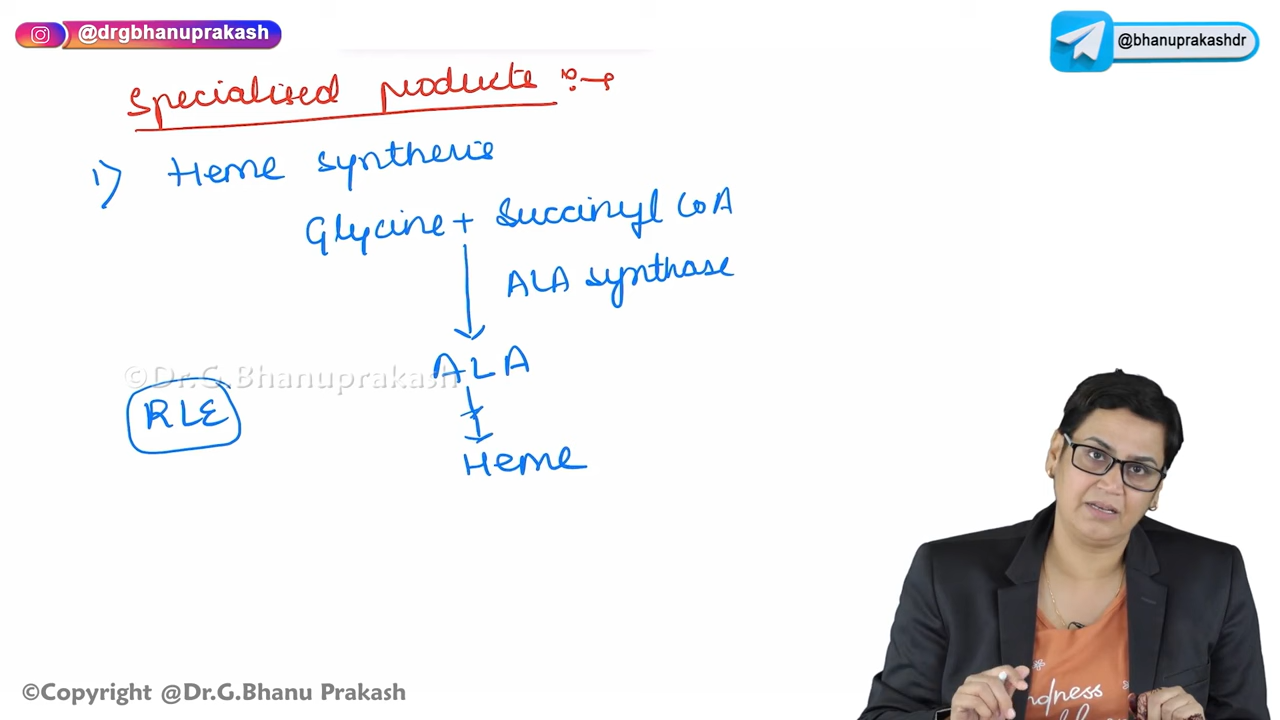 @drgbhanuprakash
@bhanuprakashdr
Specialised products :→
1) Heme synthesis
Glycine + Succinyl CoA
ALA synthase
ALA
©Dr.G.Bhanuprakash
RLE
Heme
ndness
©Copyright @Dr.G.Bhanu Prakash